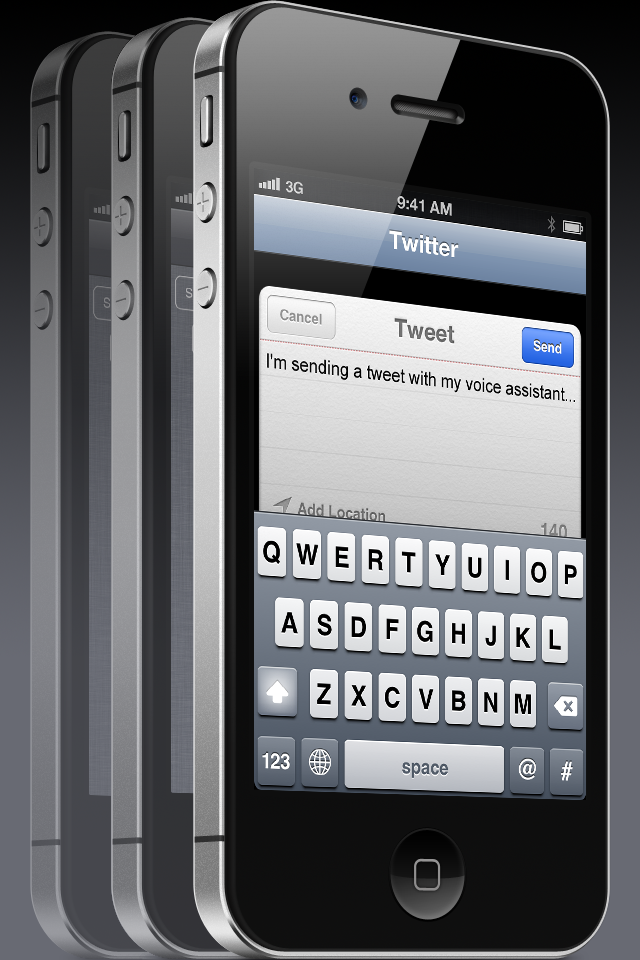 3G
9:41 AM
Twitter
Cancel
Tweet
Send
I'm sending a tweet with my voice assistant...
Add Location
140
Q W E R T Y U I O P
A S D F G H J K L
Z X C V B N M
123
space
@
#
S
S